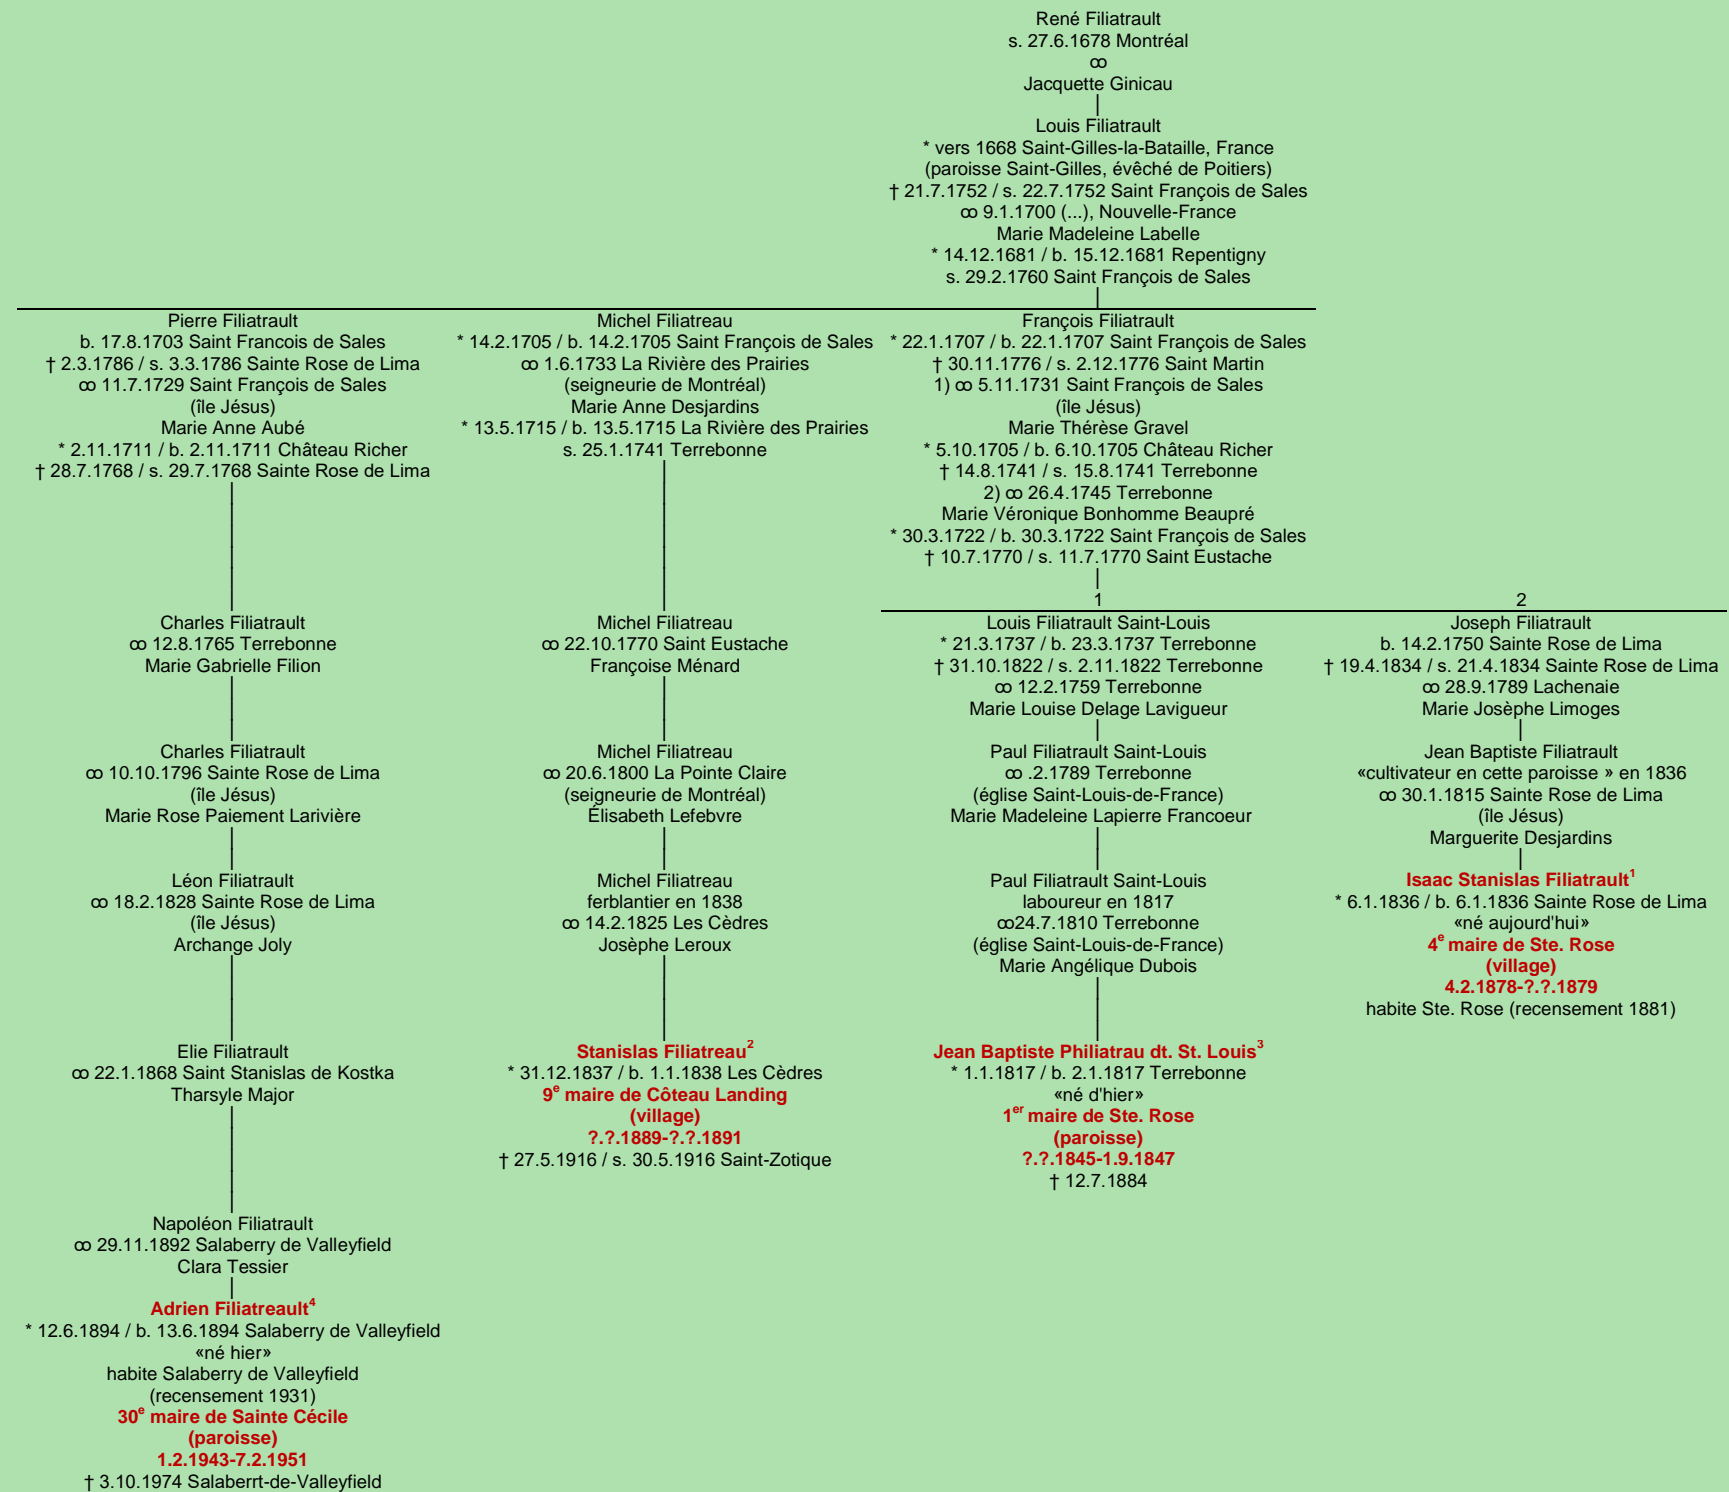 René Filiatrault
s. 27.6.1678 Montréal
ꝏ
Jacquette Ginicau
Louis Filiatrault
* vers 1668 Saint-Gilles-la-Bataille, France
(paroisse Saint-Gilles, évêché de Poitiers)
† 21.7.1752 / s. 22.7.1752 Saint François de Sales
ꝏ 9.1.1700 (...), Nouvelle-France
Marie Madeleine Labelle
* 14.12.1681 / b. 15.12.1681 Repentigny
s. 29.2.1760 Saint François de Sales
Pierre Filiatrault
b. 17.8.1703 Saint Francois de Sales
† 2.3.1786 / s. 3.3.1786 Sainte Rose de Lima
ꝏ 11.7.1729 Saint François de Sales
(île Jésus)
Marie Anne Aubé
* 2.11.1711 / b. 2.11.1711 Château Richer
† 28.7.1768 / s. 29.7.1768 Sainte Rose de Lima
Michel Filiatreau
* 14.2.1705 / b. 14.2.1705 Saint François de Sales
ꝏ 1.6.1733 La Rivière des Prairies
(seigneurie de Montréal)
Marie Anne Desjardins
* 13.5.1715 / b. 13.5.1715 La Rivière des Prairies
s. 25.1.1741 Terrebonne
François Filiatrault
* 22.1.1707 / b. 22.1.1707 Saint François de Sales
† 30.11.1776 / s. 2.12.1776 Saint Martin
1) ꝏ 5.11.1731 Saint François de Sales
(île Jésus)
Marie Thérèse Gravel
* 5.10.1705 / b. 6.10.1705 Château Richer
† 14.8.1741 / s. 15.8.1741 Terrebonne
2) ꝏ 26.4.1745 Terrebonne
Marie Véronique Bonhomme Beaupré
* 30.3.1722 / b. 30.3.1722 Saint François de Sales
† 10.7.1770 / s. 11.7.1770 Saint Eustache
1
2
Charles Filiatrault
ꝏ 12.8.1765 Terrebonne
Marie Gabrielle Filion
Michel Filiatreau
ꝏ 22.10.1770 Saint Eustache
Françoise Ménard
Louis Filiatrault Saint-Louis
* 21.3.1737 / b. 23.3.1737 Terrebonne
† 31.10.1822 / s. 2.11.1822 Terrebonne
ꝏ 12.2.1759 Terrebonne
Marie Louise Delage Lavigueur
Joseph Filiatrault
b. 14.2.1750 Sainte Rose de Lima
† 19.4.1834 / s. 21.4.1834 Sainte Rose de Lima
ꝏ 28.9.1789 Lachenaie
Marie Josèphe Limoges
Charles Filiatrault
ꝏ 10.10.1796 Sainte Rose de Lima
(île Jésus)
Marie Rose Paiement Larivière
Michel Filiatreau
ꝏ 20.6.1800 La Pointe Claire
(seigneurie de Montréal)
Élisabeth Lefebvre
Paul Filiatrault Saint-Louis
ꝏ .2.1789 Terrebonne
(église Saint-Louis-de-France)
Marie Madeleine Lapierre Francoeur
Jean Baptiste Filiatrault
«cultivateur en cette paroisse » en 1836
ꝏ 30.1.1815 Sainte Rose de Lima
(île Jésus)
Marguerite Desjardins
Léon Filiatrault
ꝏ 18.2.1828 Sainte Rose de Lima
(île Jésus)
Archange Joly
Michel Filiatreau
ferblantier en 1838
ꝏ 14.2.1825 Les Cèdres
Josèphe Leroux
Paul Filiatrault Saint-Louis
laboureur en 1817
ꝏ24.7.1810 Terrebonne
(église Saint-Louis-de-France)
Marie Angélique Dubois
Isaac Stanislas Filiatrault¹
* 6.1.1836 / b. 6.1.1836 Sainte Rose de Lima
«né aujourd'hui»
4e maire de Ste. Rose
(village)
4.2.1878-?.?.1879
habite Ste. Rose (recensement 1881)
Elie Filiatrault
ꝏ 22.1.1868 Saint Stanislas de Kostka
Tharsyle Major
Stanislas Filiatreau²
* 31.12.1837 / b. 1.1.1838 Les Cèdres
9e maire de Côteau Landing
(village)
?.?.1889-?.?.1891
† 27.5.1916 / s. 30.5.1916 Saint-Zotique
Jean Baptiste Philiatrau dt. St. Louis³
* 1.1.1817 / b. 2.1.1817 Terrebonne
«né d'hier»
1er maire de Ste. Rose
(paroisse)
?.?.1845-1.9.1847
† 12.7.1884
Napoléon Filiatrault
ꝏ 29.11.1892 Salaberry de Valleyfield
Clara Tessier
Adrien Filiatreault⁴
* 12.6.1894 / b. 13.6.1894 Salaberry de Valleyfield
«né hier»
habite Salaberry de Valleyfield
(recensement 1931)
30e maire de Sainte Cécile
(paroisse)
1.2.1943-7.2.1951
† 3.10.1974 Salaberrt-de-Valleyfield